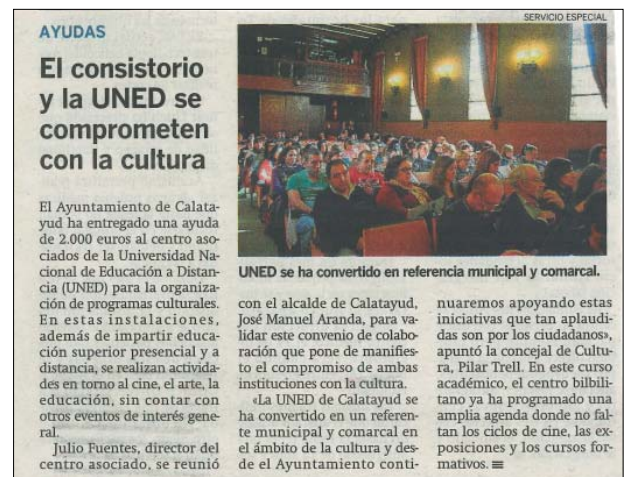 SERVICIO ESPECIAL
AYUDAS
El consistorio
y la UNED se
comprometen
con la cultura
El Ayuntamiento de Calata-
yud ha entregado una ayuda
de 2.000 euros al centro aso-
ciados de la Universidad Na-
cional de Educación a Distan-
cia (UNED) para la organiza-
ción de programas culturales.
En estas instalaciones,
además de impartir educa-
ción superior presencial y a
distancia, se realizan activida-
des en torno al cine, el arte, la
educación, sin contar con
otros eventos de interés gene-
ral.
Julio Fuentes, director del
centro asociado, se reunió
UNED se ha convertido en referencia municipal y comarcal.
con el alcalde de Calatayud,
José Manuel Aranda, para va-
lidar este convenio de colabo-
ración que pone de manifies-
to el compromiso de ambas
instituciones con la cultura.
«La UNED de Calatayud se
ha convertido en un referen-
te municipal y comarcal en
el ámbito de la cultura y des-
de el Ayuntamiento conti-
nuaremos apoyando estas
iniciativas que tan aplaudi-
das son por los ciudadanos»,
apuntó la concejal de Cultu-
ra, Pilar Trell. En este curso
académico, el centro bilbili-
tano ya ha programado una
amplia agenda donde no fal-
tan los ciclos de cine, las ex-
posiciones y los cursos for-
mativos.